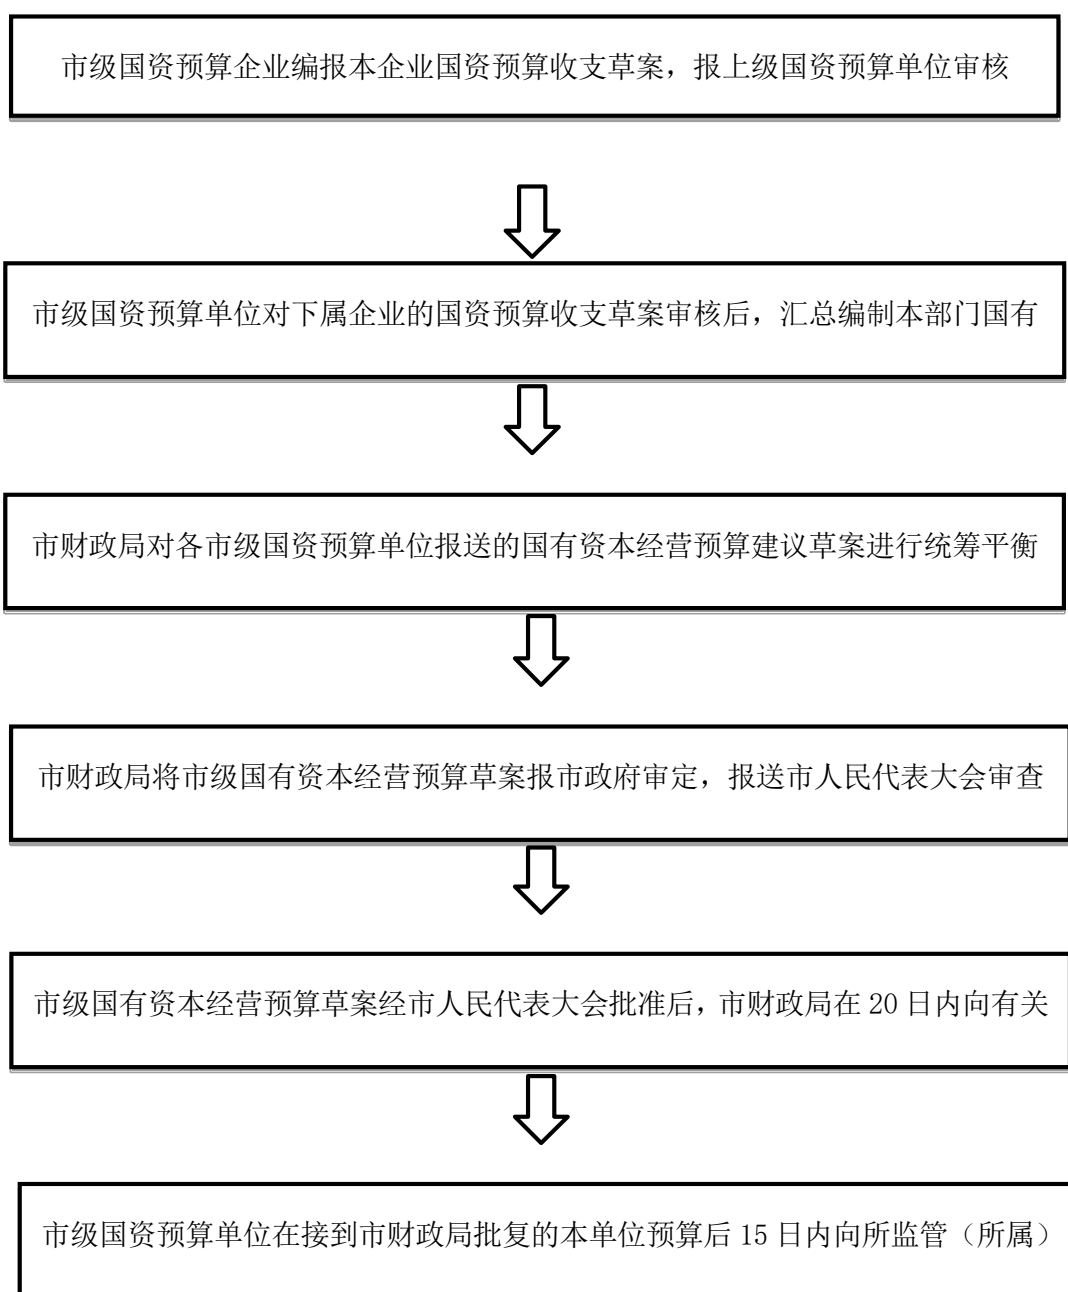 市级国资预算企业编报本企业国资预算收支草案，报上级国资预算单位审核
市级国资预算单位对下属企业的国资预算收支草案审核后，汇总编制本部门国有
市财政局对各市级国资预算单位报送的国有资本经营预算建议草案进行统筹平衡
市财政局将市级国有资本经营预算草案报市政府审定，报送市人民代表大会审查
市级国有资本经营预算草案经市人民代表大会批准后，市财政局在 20 日内向有关
市级国资预算单位在接到市财政局批复的本单位预算后 15 日内向所监管（所属）